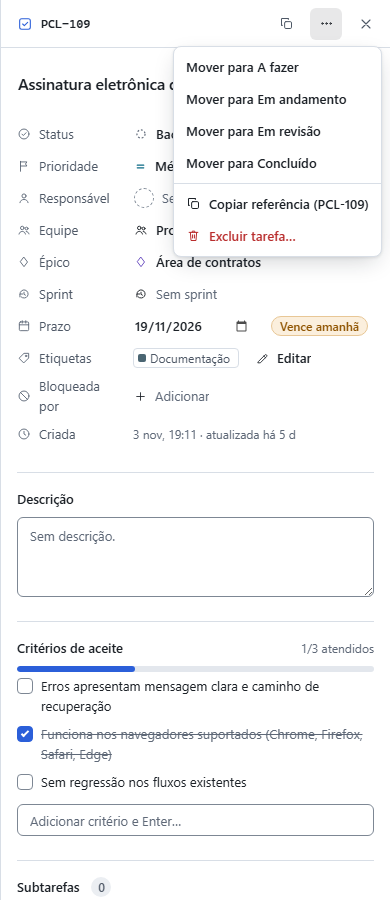 PCL-109
Assinatura eletrônica
Mover para A fazer
Mover para Em andamento
Mover para Em revisão
Mover para Concluído
Copiar referência (PCL-109)
Excluir tarefa...
Status
Prioridade
Responsável
Equipe
Épico Área de contratos
Sprint Sem sprint
Prazo 19/11/2026 Vence amanhã
Etiquetas Documentação Editar
Bloqueada
por
Adicionar
Criada 3 nov, 19:11 · atualizada há 5 d
Descrição
Sem descrição.
Critérios de aceite 1/3 atendidos
Erros apresentam mensagem clara e caminho de
recuperação
Funciona nos navegadores suportados (Chrome, Firefox,
Safari, Edge)
Sem regressão nos fluxos existentes
Adicionar critério e Enter...
Subtarefas 0